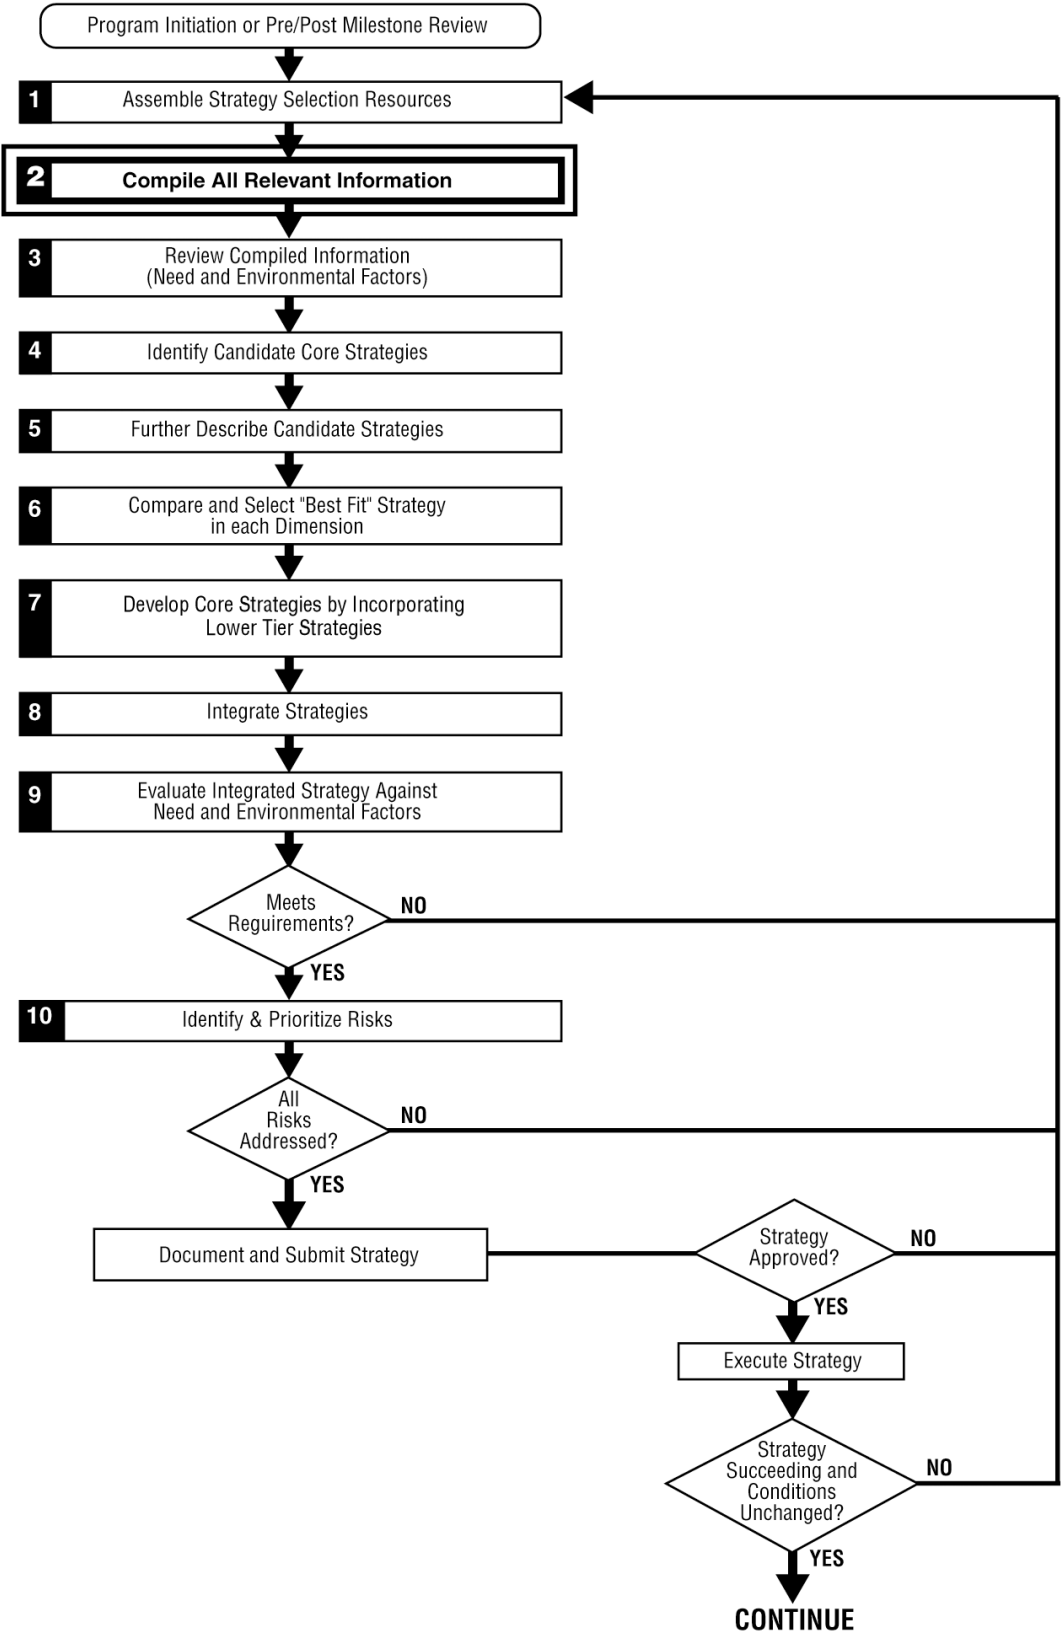 Program Initiation or Pre/Post Milestone Review
1 Assemble Strategy Selection Resources
2 Compile All Relevant Information
3 Review Compiled Information
(Need and Environmental Factors)
4 Identify Candidate Core Strategies
5 Further Describe Candidate Strategies
6 Compare and Select "Best Fit" Strategy
in each Dimension
7 Develop Core Strategies by Incorporating
Lower Tier Strategies
8 Integrate Strategies
9 Evaluate Integrated Strategy Against
Need and Environmental Factors
Meets
Reguirements?
NO
YES
10 Identify & Prioritize Risks
All
Risks
Addressed?
NO
YES
Document and Submit Strategy
Strategy
Approved?
NO
YES
Execute Strategy
Strategy
Succeeding and
Conditions
Unchanged?
NO
YES
CONTINUE